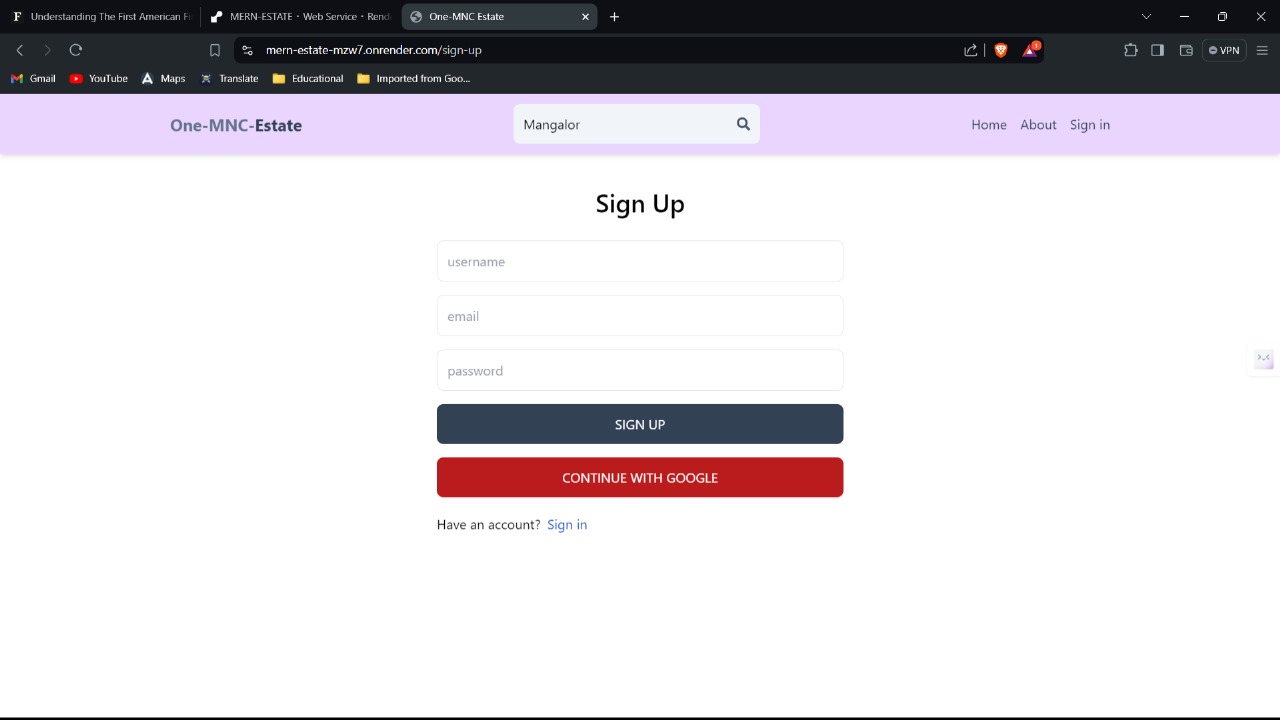 Understanding The First American Fi
MERN-ESTATE · Web Service · Rend
One-MNC Estate
mern-estate-mzw7.onrender.com/sign-up
VPN
Gmail
YouTube
Maps
Translate
Educational
Imported from Goo...
One-MNC-Estate
Mangalor
Home
About
Sign in
Sign Up
username
email
password
SIGN UP
CONTINUE WITH GOOGLE
Have an account? Sign in